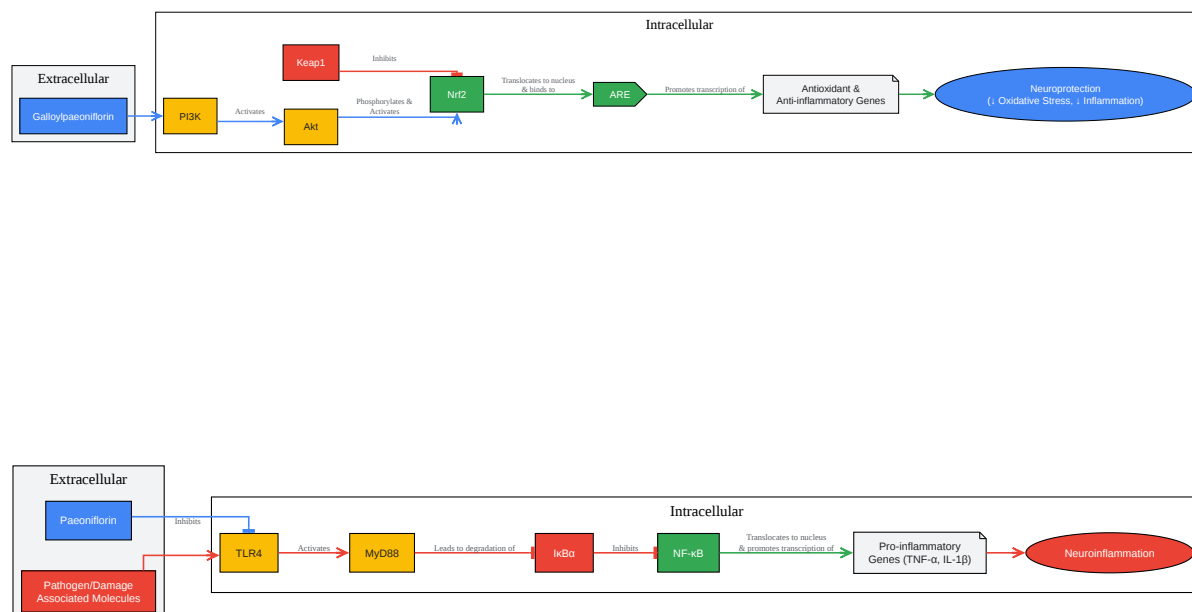 Intracellular
Extracellular
Galloylpaeoniflorin
PI3K
Activates
Keap1
Inhibits
Akt
Phosphorylates &
Activates
Nrf2
Translocates to nucleus
& binds to
ARE
Promotes transcription of
Antioxidant &
Anti-inflammatory Genes
Neuroprotection
(↓ Oxidative Stress, ↓ Inflammation)
Extracellular
Paeoniflorin
Inhibits
Pathogen/Damage
Associated Molecules
Intracellular
TLR4
Activates
MyD88
Leads to degradation of
IκBα
Inhibits
NF-κB
Translocates to nucleus
& promotes transcription of
Pro-inflammatory
Genes (TNF-α, IL-1β)
Neuroinflammation